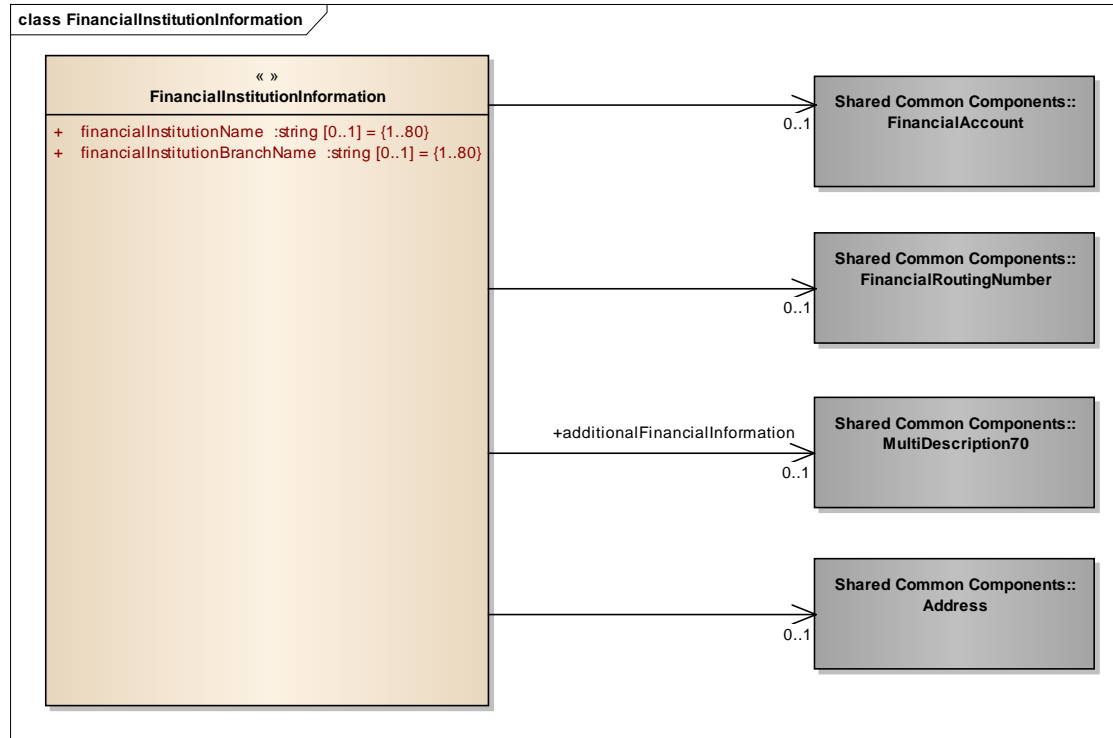 class FinancialInstitutionInformation
« »
FinancialInstitutionInformation
+ financialInstitutionName :string [0..1] = {1..80}
+ financialInstitutionBranchName :string [0..1] = {1..80}
Shared Common Components::
FinancialAccount
0..1
Shared Common Components::
FinancialRoutingNumber
0..1
+additionalFinancialInformation
Shared Common Components::
MultiDescription70
0..1
Shared Common Components::
Address
0..1